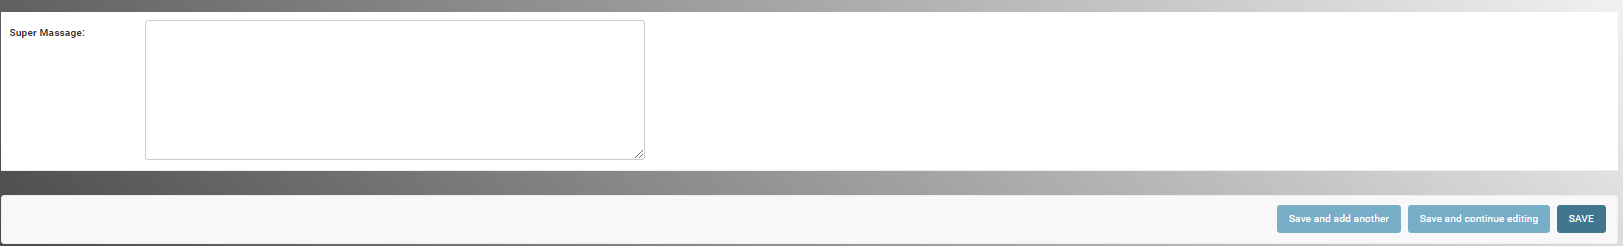 Super Massage:
Save and add another
Save and continue editing
SAVE